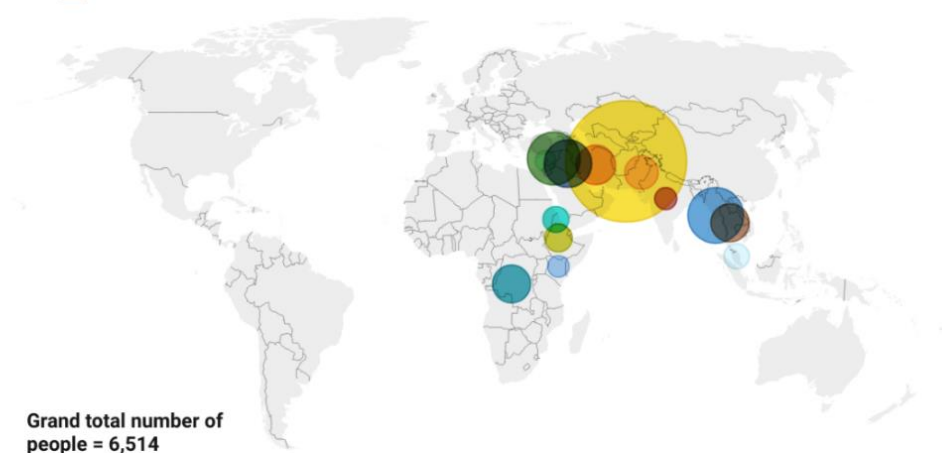 Grand total number of
people = 6,514